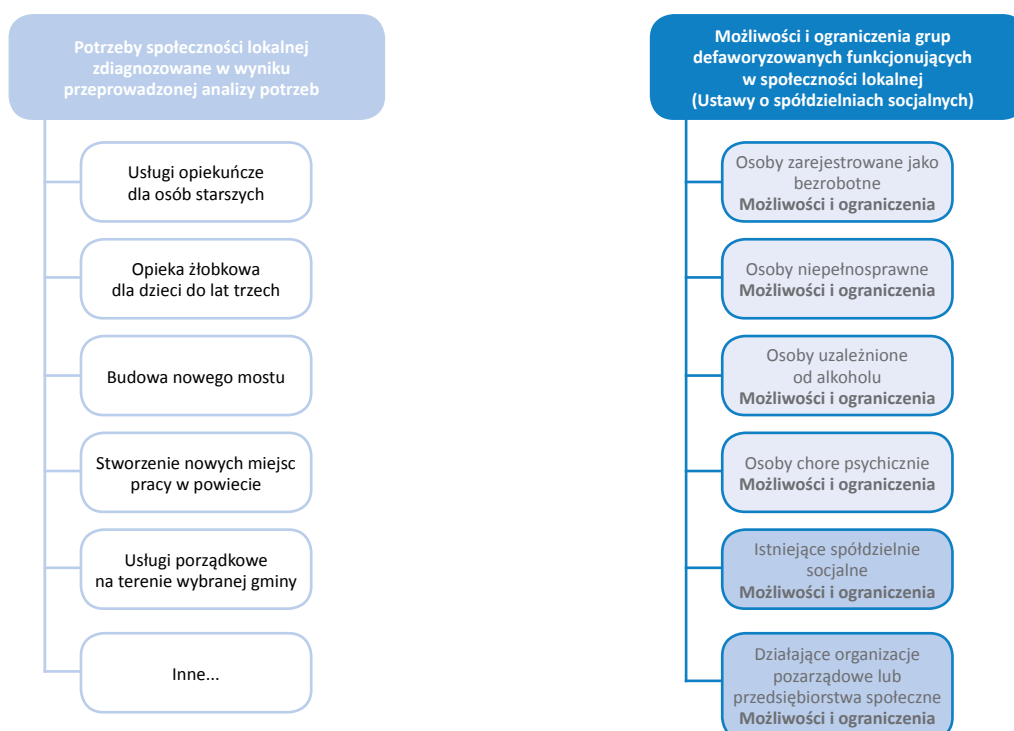 Potrzeby społeczności lokalnej
zdiagnozowane w wyniku
przeprowadzonej analizy potrzeb
Usługi opiekuńcze
dla osób starszych
Opieka żłobkowa
dla dzieci do lat trzech
Budowa nowego mostu
Stworzenie nowych miejsc
pracy w powiecie
Usługi porządkowe
na terenie wybranej gminy
Inne...
Możliwości i ograniczenia grup
defaworyzowanych funkcjonujących
w społeczności lokalnej
(Ustawy o spółdzielniach socjalnych)
Osoby zarejestrowane jako
bezrobotne
Możliwości i ograniczenia
Osoby niepełnosprawne
Możliwości i ograniczenia
Osoby uzależnione
od alkoholu
Możliwości i ograniczenia
Osoby chore psychicznie
Możliwości i ograniczenia
Istniejące spółdzielnie
socjalne
Możliwości i ograniczenia
Działające organizacje
pozarządowe lub
przedsiębiorstwa społeczne
Możliwości i ograniczenia